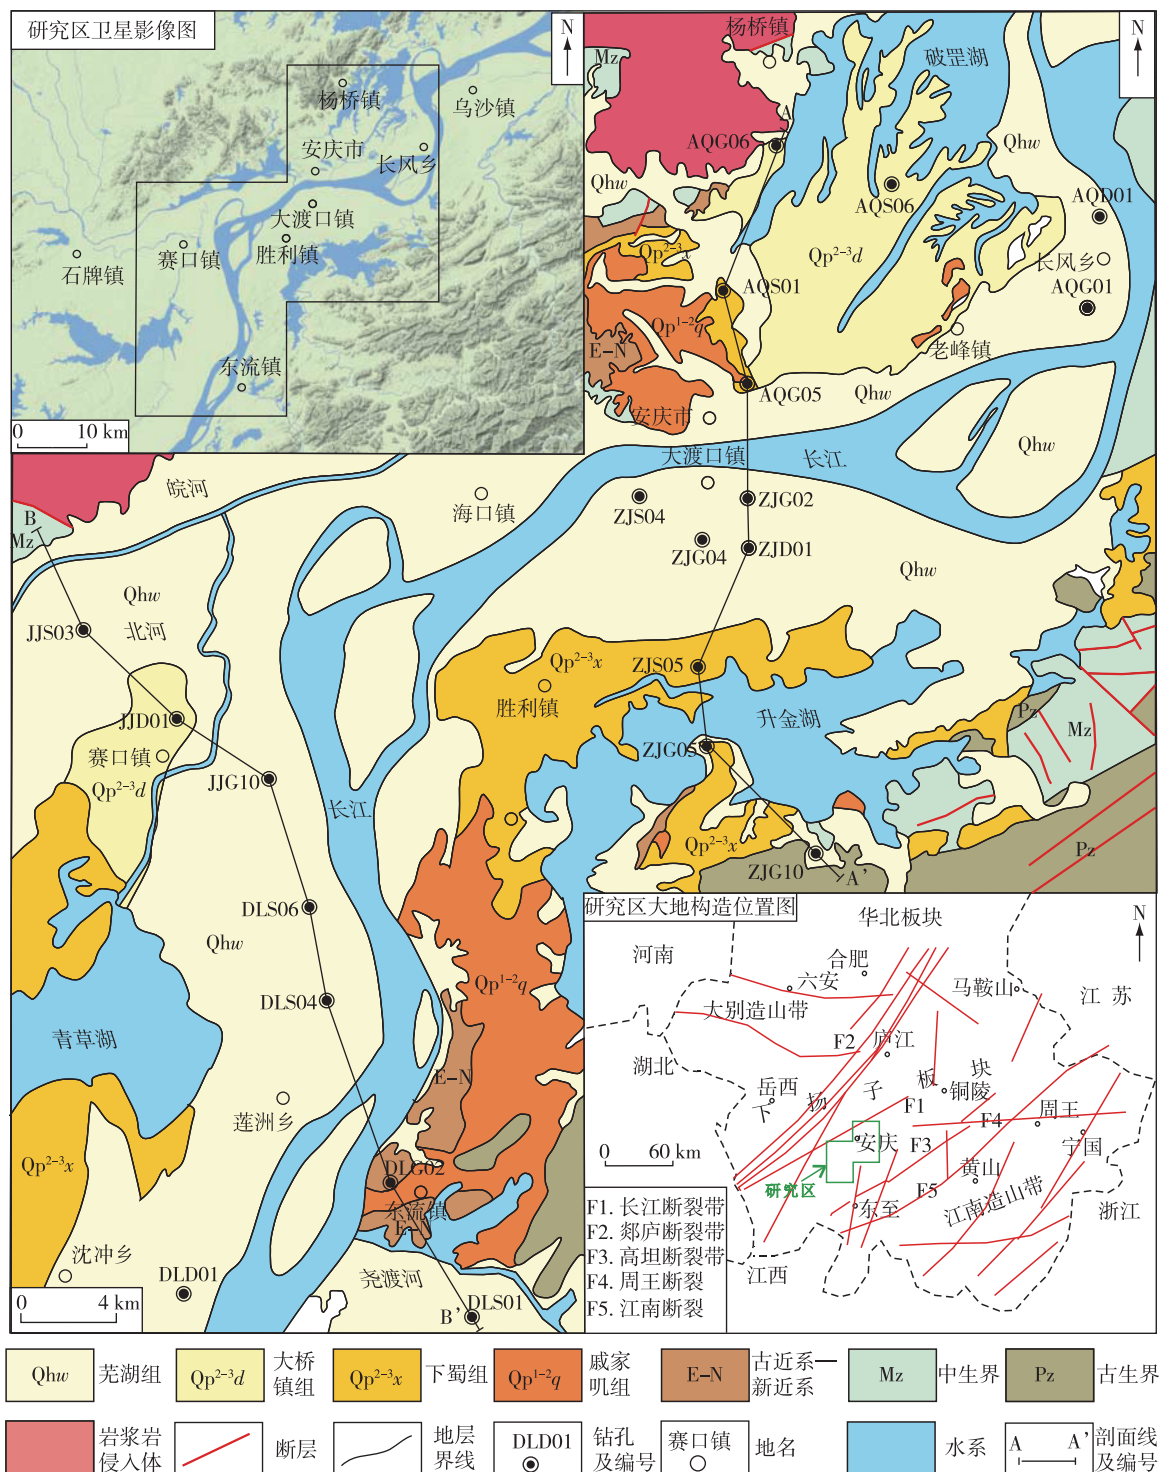 研究区卫星影像图
N
杨桥镇
乌沙镇
安庆市
长风乡
大渡口镇
胜利镇
赛口镇
石牌镇
东流镇
0 10 km
N
杨桥镇
Mz
破罡湖
A
AQG06
Qhw
Qhw
AQS06
AQD01
Qp²⁻³x
Qp²⁻³d
长风乡
AQS01
AQG01
Qp¹⁻²q
E-N
老峰镇
AQG05
Qhw
安庆市
Qhw
大渡口镇
长江
皖河
海口镇
ZJS04
ZJG02
B
Mz
ZJG04
ZJD01
Qhw
Qhw
JJS03
北河
Qp²⁻³x
ZJS05
胜利镇
Pz
Mz
JJD01
升金湖
赛口镇
ZJG05
Qp²⁻³d
JJG10
长江
Qp²⁻³x
Pz
ZJG10
A'
DLS06
Qhw
Qp¹⁻²q
DLS04
青草湖
E-N
莲洲乡
Qp²⁻³x
DLG02
东流镇
E-N
沈冲乡
DLD01
尧渡河
B'
DLS01
0 4 km
研究区大地构造位置图
华北板块
N
河南
合肥
六安
马鞍山
江苏
大别造山带
F2
庐江
湖北
岳西
下扬子板块
铜陵
F1
F4
周王
安庆
F3
宁国
0 60 km
黄山
研究区
F5
江南造山带
东至
浙江
江西
F1. 长江断裂带
F2. 郯庐断裂带
F3. 高坦断裂带
F4. 周王断裂
F5. 江南断裂
Qhw 芜湖组
Qp²⁻³d 大桥镇组
Qp²⁻³x 下蜀组
Qp¹⁻²q 戚家矶组
E-N 古近系—新近系
Mz 中生界
Pz 古生界
岩浆岩侵入体
断层
地层界线
DLD01 钻孔及编号
赛口镇 地名
水系
A A' 剖面线及编号